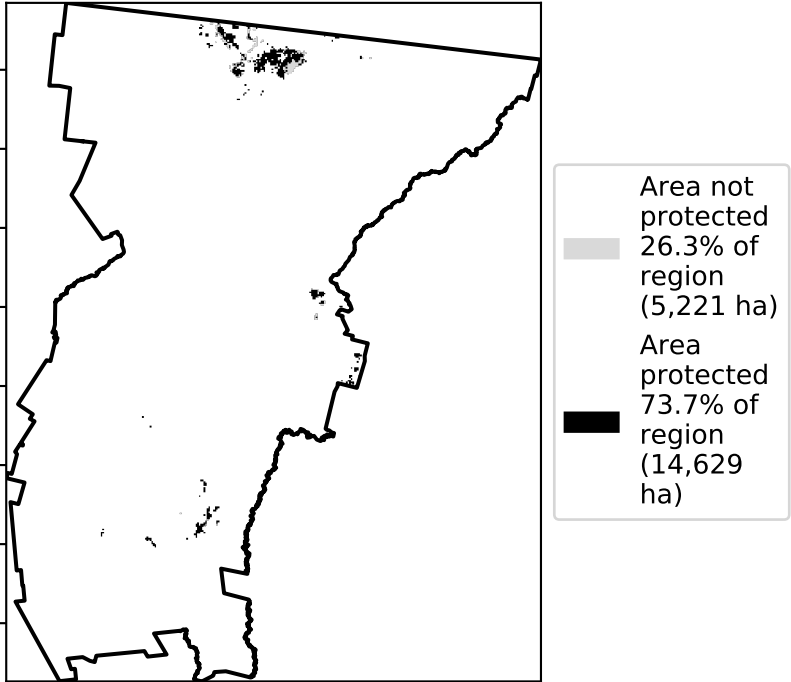 Area not
protected
26.3% of
region
(5,221 ha)
Area
protected
73.7% of
region
(14,629
ha)